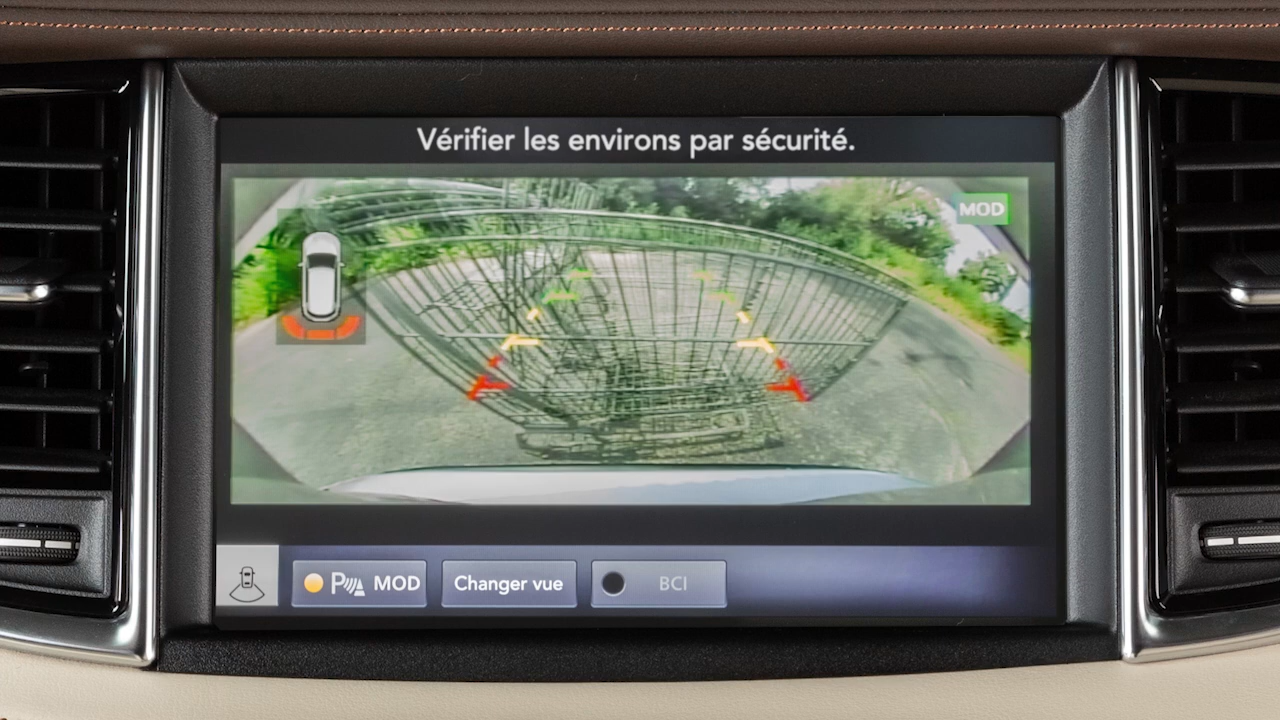 Vérifier les environs par sécurité.
MOD
P MOD
Changer vue
BCI